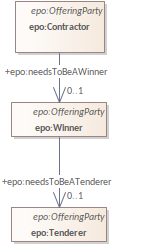 epo:OfferingParty
epo:Contractor
+epo:needsToBeAWinner
0..1
epo:OfferingParty
epo:Winner
+epo:needsToBeATenderer
0..1
epo:OfferingParty
epo:Tenderer